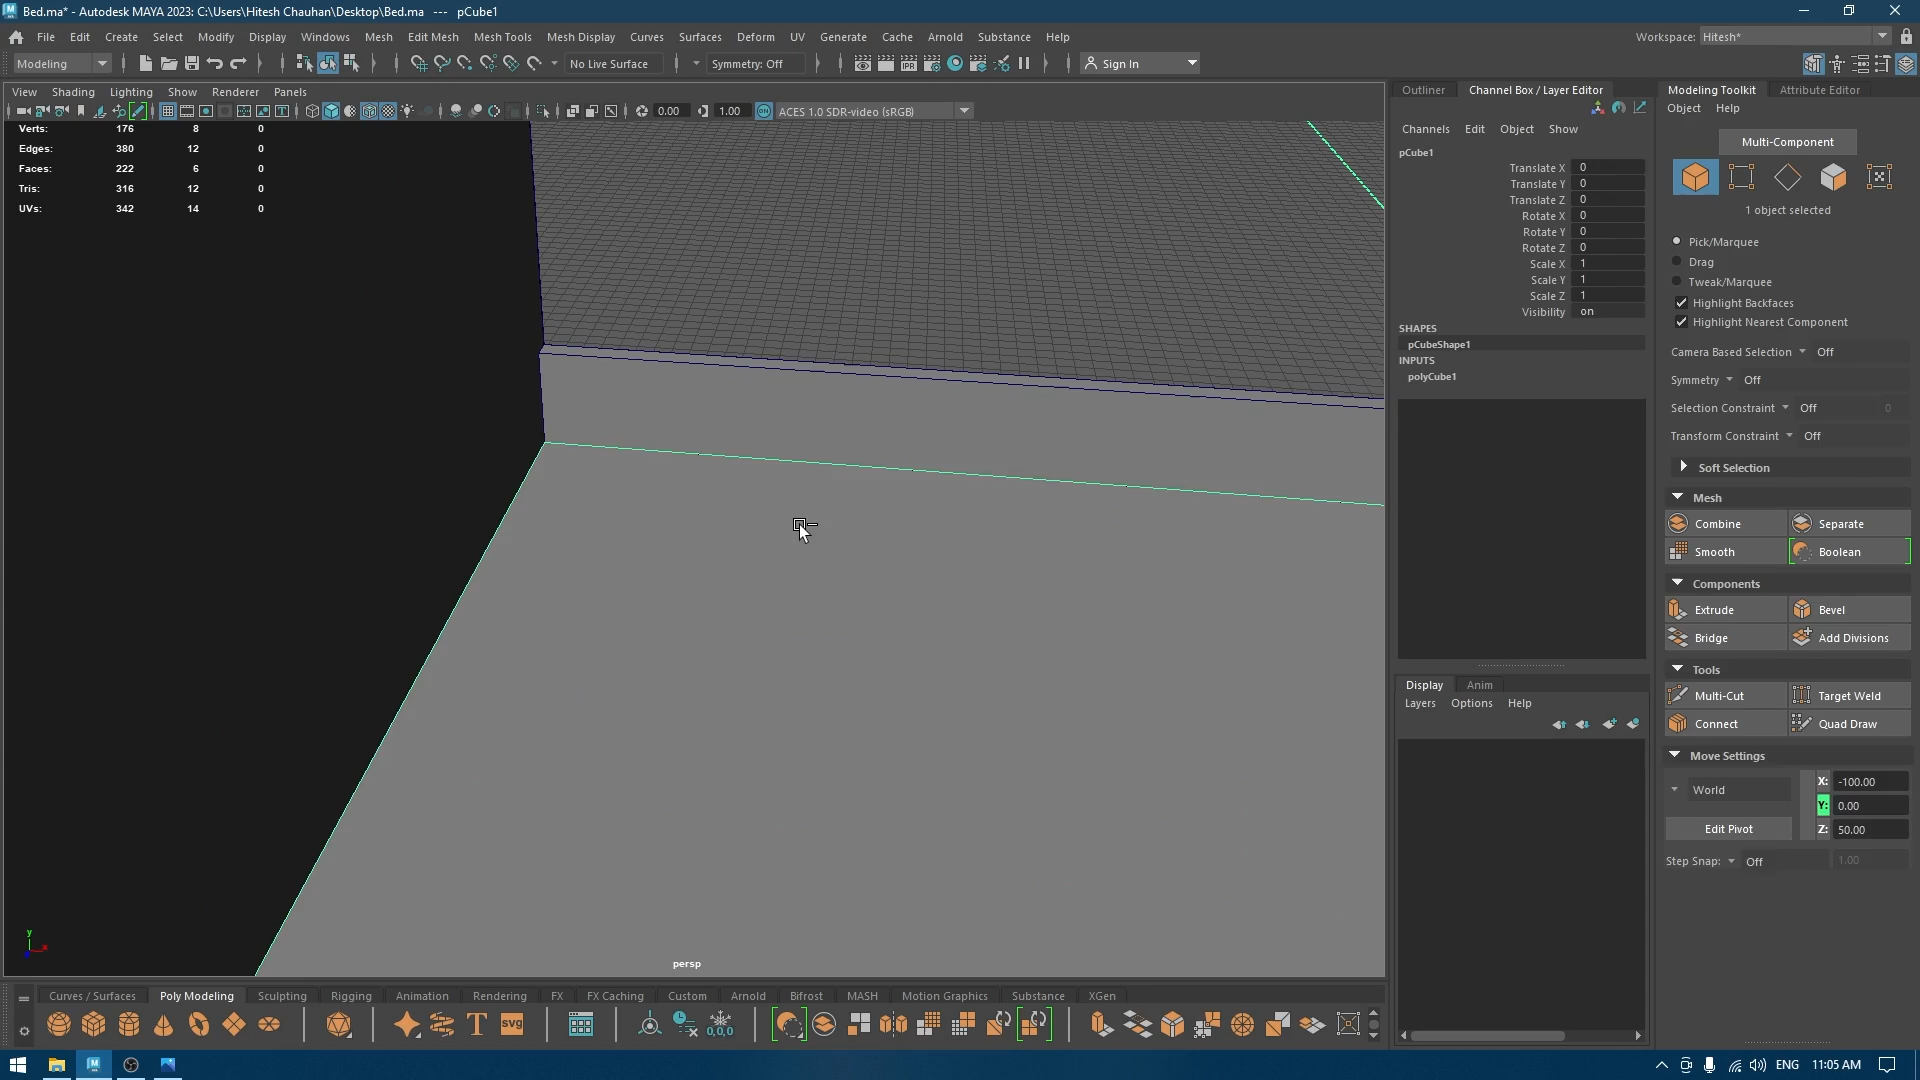 Bed.ma* - Autodesk MAYA 2023: C:\Users\Hitesh Chauhan\Desktop\Bed.ma --- pCube1
File Edit Create Select Modify Display Windows Mesh Edit Mesh Mesh Tools Mesh Display Curves Surfaces Deform UV Generate Cache Arnold Substance Help
Workspace: Hitesh*
Modeling No Live Surface Symmetry: Off IPR Sign In
View Shading Lighting Show Renderer Panels
0.00 1.00 ON ACES 1.0 SDR-video (sRGB)
Verts: 176 8 0
Edges: 380 12 0
Faces: 222 6 0
Tris: 316 12 0
UVs: 342 14 0
y
x
persp
Outliner Channel Box / Layer Editor
Channels Edit Object Show
pCube1
Translate X 0
Translate Y 0
Translate Z 0
Rotate X 0
Rotate Y 0
Rotate Z 0
Scale X 1
Scale Y 1
Scale Z 1
Visibility on
SHAPES
pCubeShape1
INPUTS
polyCube1
Display Anim
Layers Options Help
Modeling Toolkit Attribute Editor
Object Help
Multi-Component
1 object selected
Pick/Marquee
Drag
Tweak/Marquee
Highlight Backfaces
Highlight Nearest Component
Camera Based Selection Off
Symmetry Off
Selection Constraint Off 0
Transform Constraint Off
Soft Selection
Mesh
Combine Separate
Smooth Boolean
Components
Extrude Bevel
Bridge Add Divisions
Tools
Multi-Cut Target Weld
Connect Quad Draw
Move Settings
World
X: -100.00
Y: 0.00
Edit Pivot
Z: 50.00
Step Snap: Off 1.00
Curves / Surfaces Poly Modeling Sculpting Rigging Animation Rendering FX FX Caching Custom Arnold Bifrost MASH Motion Graphics Substance XGen
T SVG 0,0,0
ENG 11:05 AM